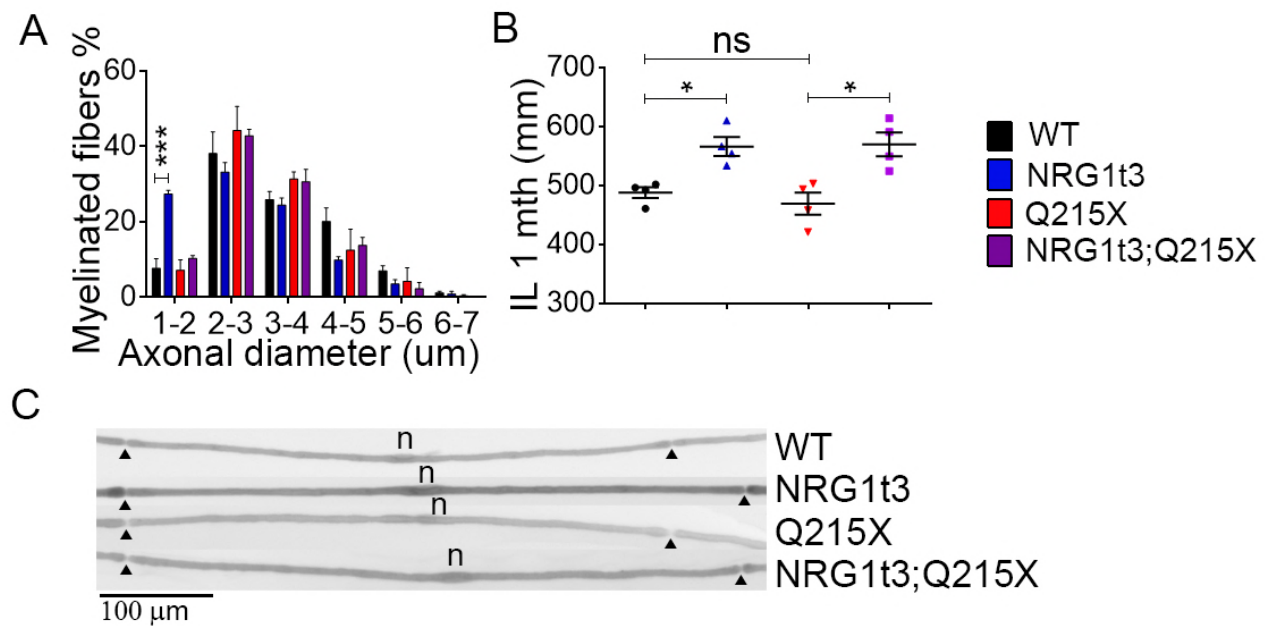 A
Myelinated fibers %
60
40
20
0
***
1-2 2-3 3-4 4-5 5-6 6-7
Axonal diameter (um)
B
IL 1 mth (mm)
700
600
500
400
300
ns
* *
WT
NRG1t3
Q215X
NRG1t3;Q215X
C
n WT
n NRG1t3
n Q215X
n NRG1t3;Q215X
100 µm